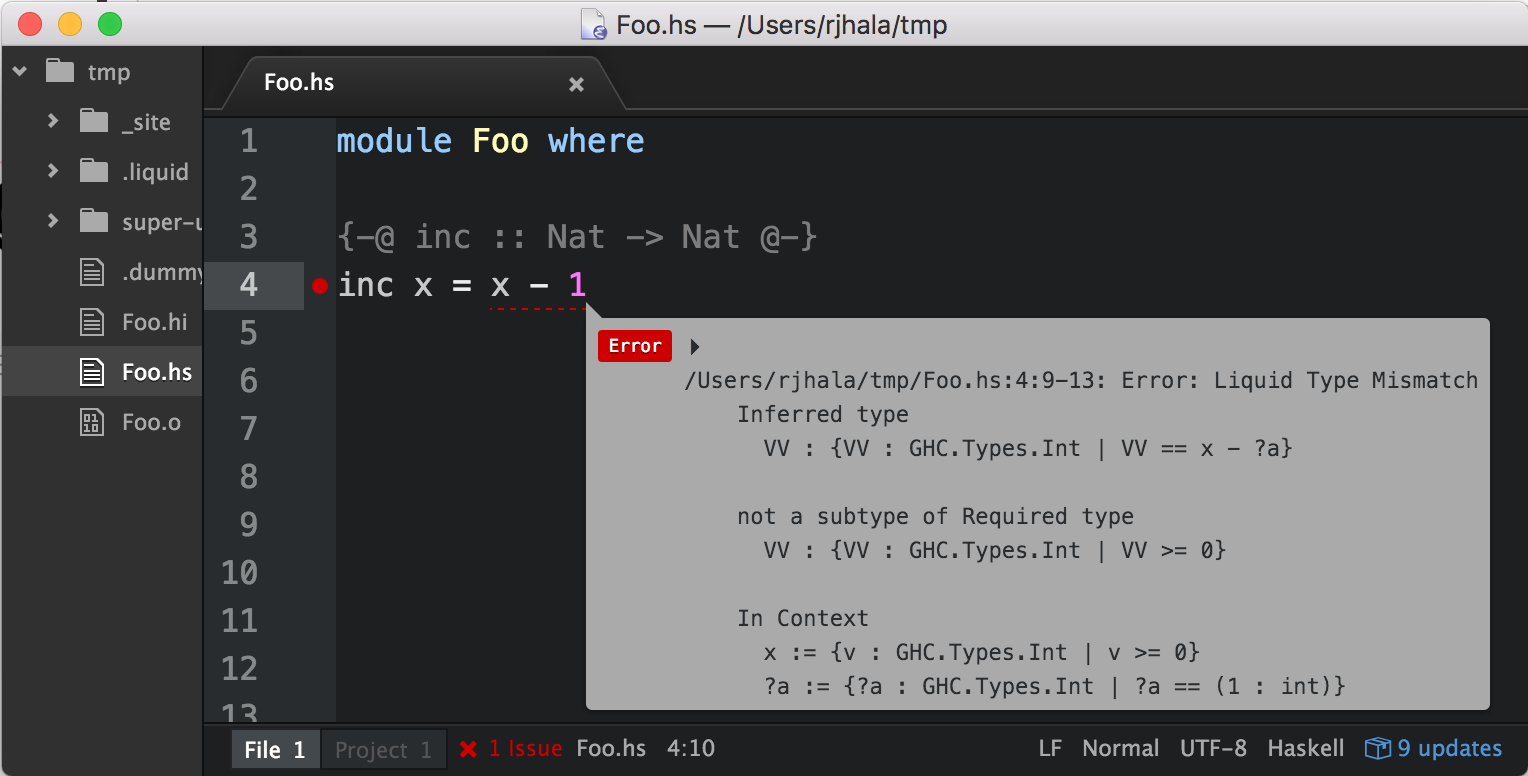 Foo.hs — /Users/rjhala/tmp
tmp
_site
.liquid
super-u
.dummy
Foo.hi
Foo.hs
Foo.o
Foo.hs
1 module Foo where
2
3 {-@ inc :: Nat -> Nat @-}
4 inc x = x - 1
5
6
7
8
9
10
11
12
13
Error
/Users/rjhala/tmp/Foo.hs:4:9-13: Error: Liquid Type Mismatch
Inferred type
VV : {VV : GHC.Types.Int | VV == x - ?a}
not a subtype of Required type
VV : {VV : GHC.Types.Int | VV >= 0}
In Context
x := {v : GHC.Types.Int | v >= 0}
?a := {?a : GHC.Types.Int | ?a == (1 : int)}
File 1 Project 1 1 Issue Foo.hs 4:10 LF Normal UTF-8 Haskell 9 updates